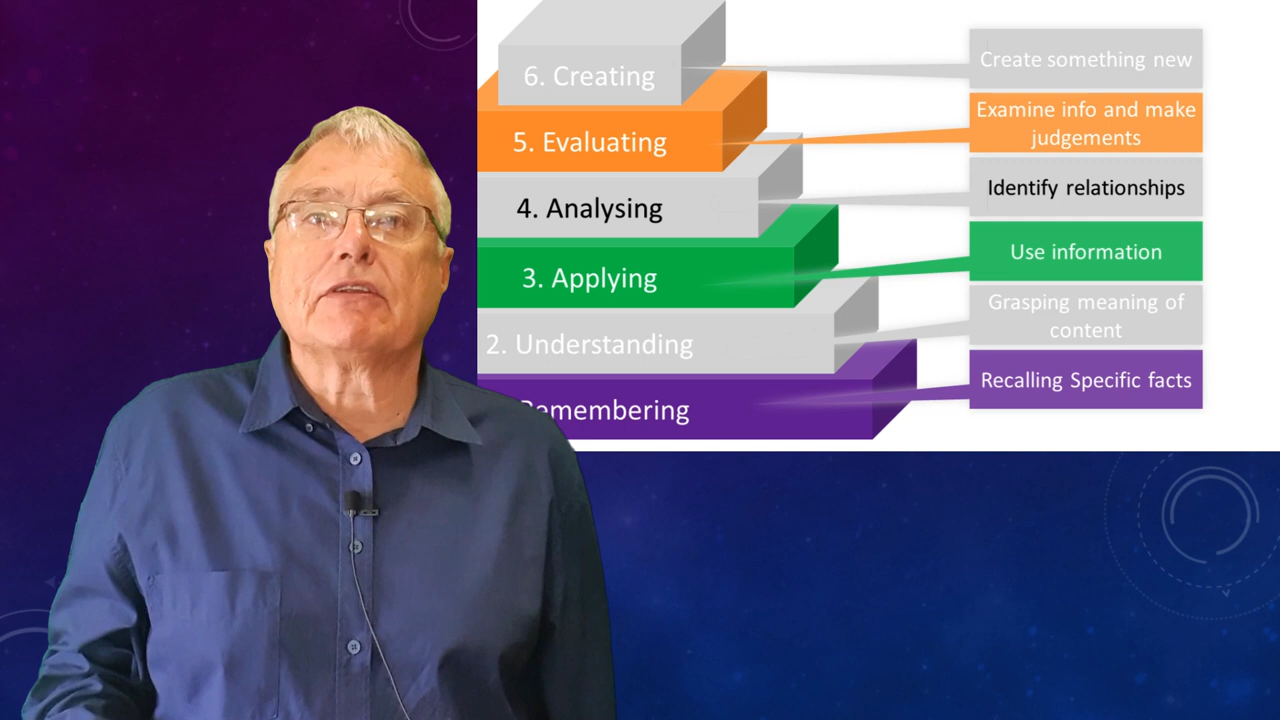 6. Creating
Create something new
5. Evaluating
Examine info and make
judgements
4. Analysing
Identify relationships
3. Applying
Use information
2. Understanding
Grasping meaning of
content
Remembering
Recalling Specific facts